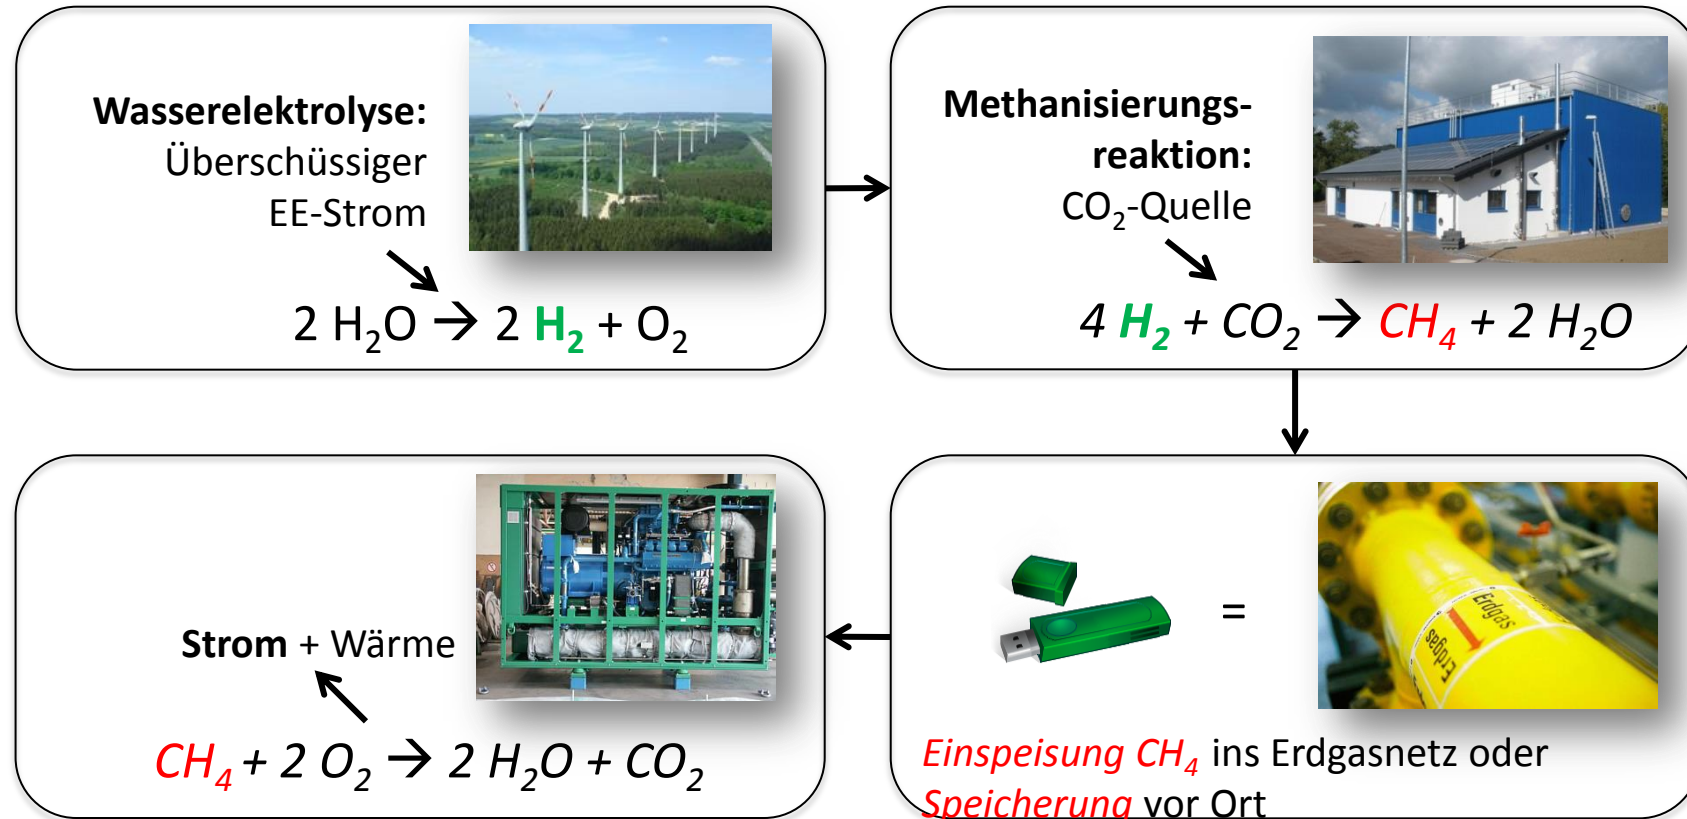 Wasserelektrolyse:
Überschüssiger
EE-Strom
2 H₂O → 2 H₂ + O₂
Methanisierungs-
reaktion:
CO₂-Quelle
4 H₂ + CO₂ → CH₄ + 2 H₂O
Strom + Wärme
CH₄ + 2 O₂ → 2 H₂O + CO₂
=
Erdgas
1
Erdgas
Einspeisung CH₄ ins Erdgasnetz oder
Speicherung vor Ort